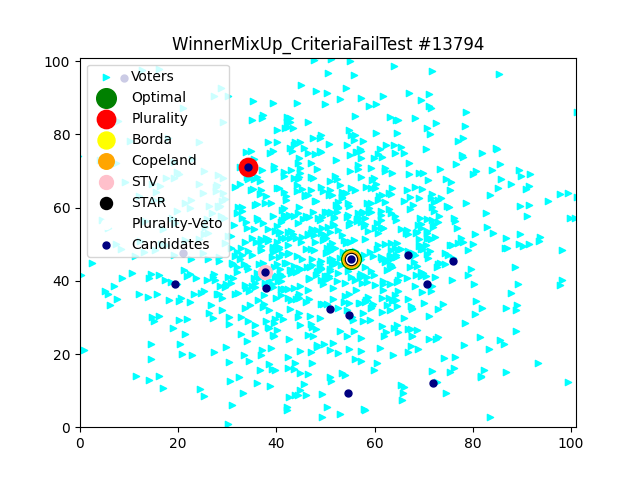 WinnerMixUp_CriteriaFailTest #13794
Voters
Optimal
Plurality
Borda
Copeland
STV
STAR
Plurality-Veto
Candidates
100
80
60
40
20
0
0 20 40 60 80 100